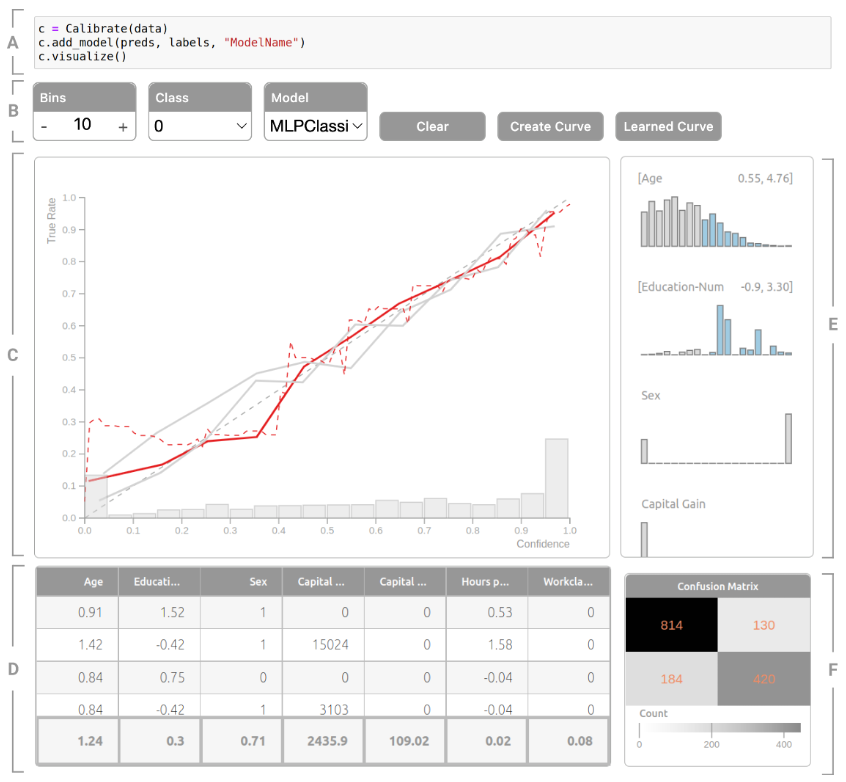 A
c = Calibrate(data)
c.add_model(preds, labels, "ModelName")
c.visualize()
B
Bins
- 10 +
Class
0
Model
MLPClassi
Clear
Create Curve
Learned Curve
C
True Rate
1.0
0.9
0.8
0.7
0.6
0.5
0.4
0.3
0.2
0.1
0.0
0.0 0.1 0.2 0.3 0.4 0.5 0.6 0.7 0.8 0.9 1.0
Confidence
E
[Age 0.55, 4.76]
[Education-Num -0.9, 3.30]
Sex
Capital Gain
D
Age Educati... Sex Capital ... Capital ... Hours p... Workcla...
0.91 1.52 1 0 0 0.53 0
1.42 -0.42 1 15024 0 1.58 0
0.84 0.75 0 0 0 -0.04 0
0.84 -0.42 1 3103 0 -0.04 0
1.24 0.3 0.71 2435.9 109.02 0.02 0.08
F
Confusion Matrix
814 130
184 420
Count
0 200 400